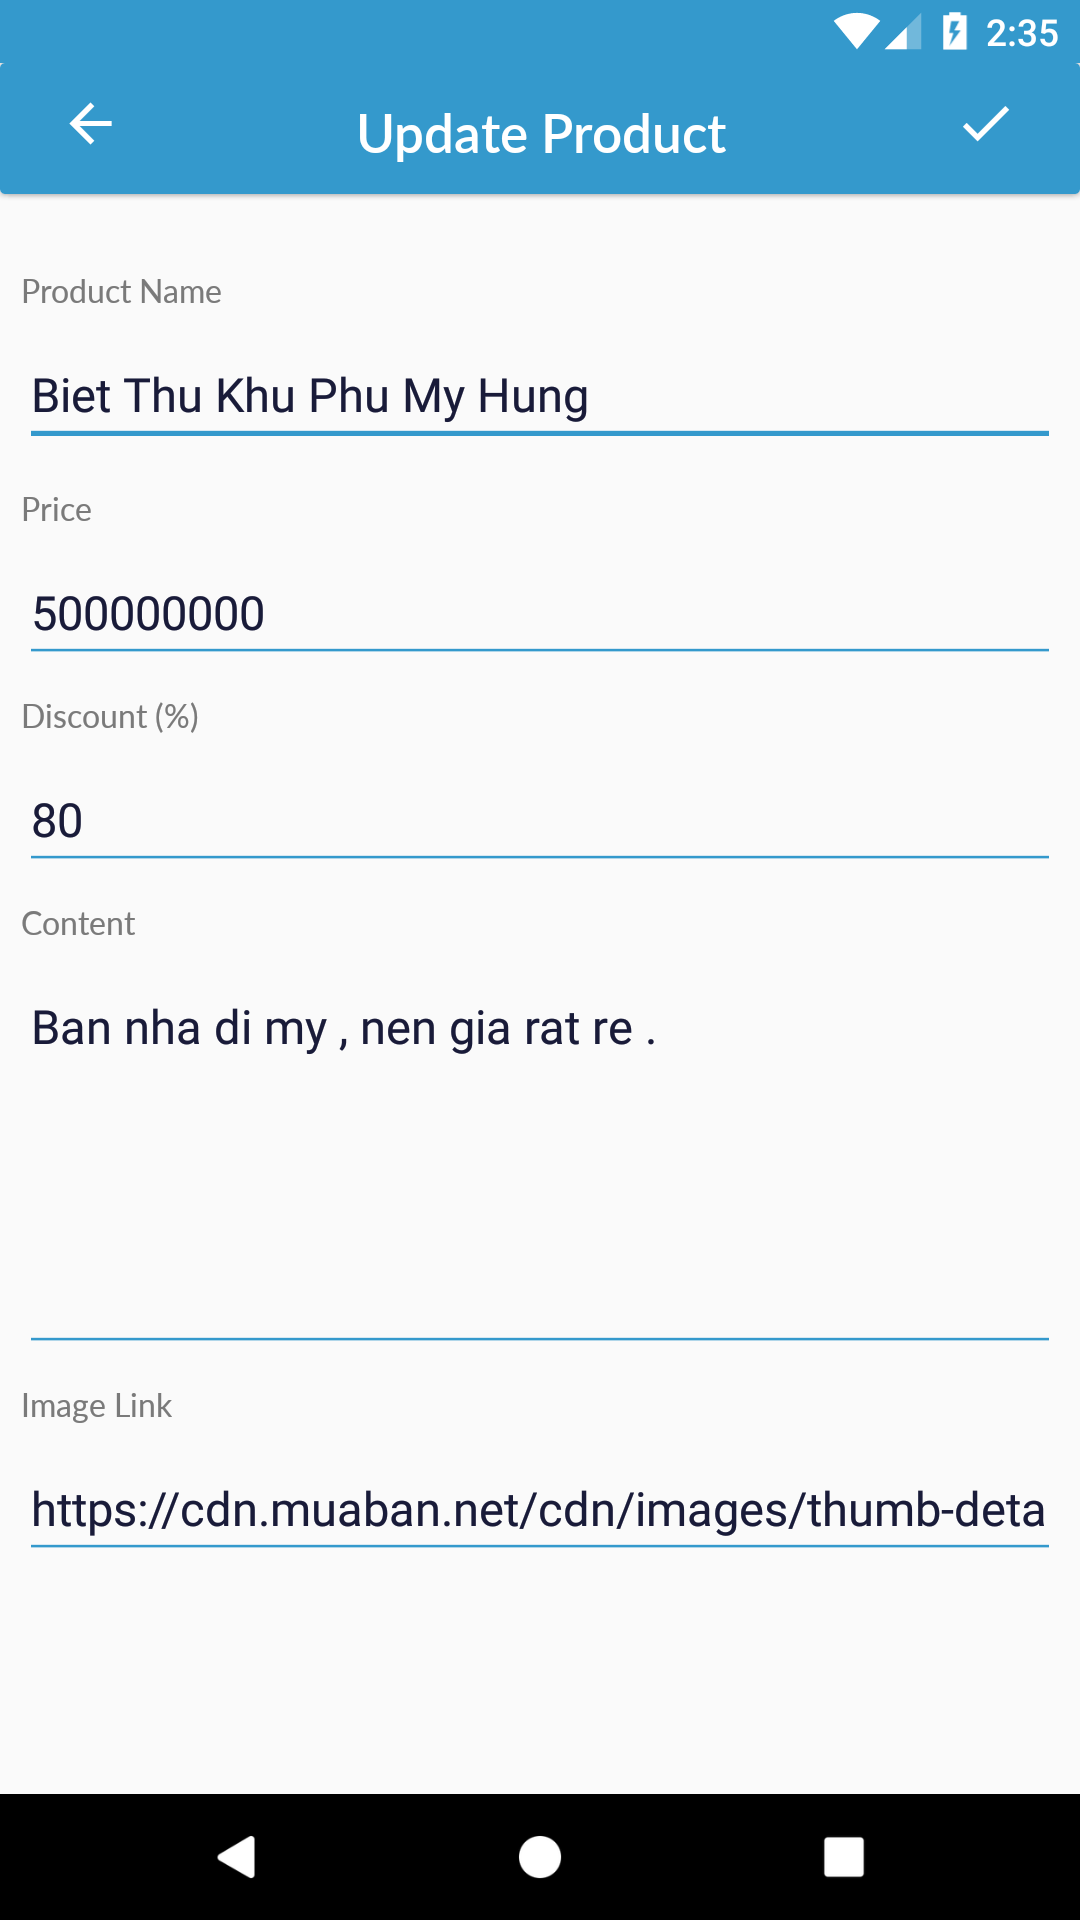 2:35
Update Product
Product Name
Biet Thu Khu Phu My Hung
Price
500000000
Discount (%)
80
Content
Ban nha di my , nen gia rat re .
Image Link
https://cdn.muaban.net/cdn/images/thumb-deta